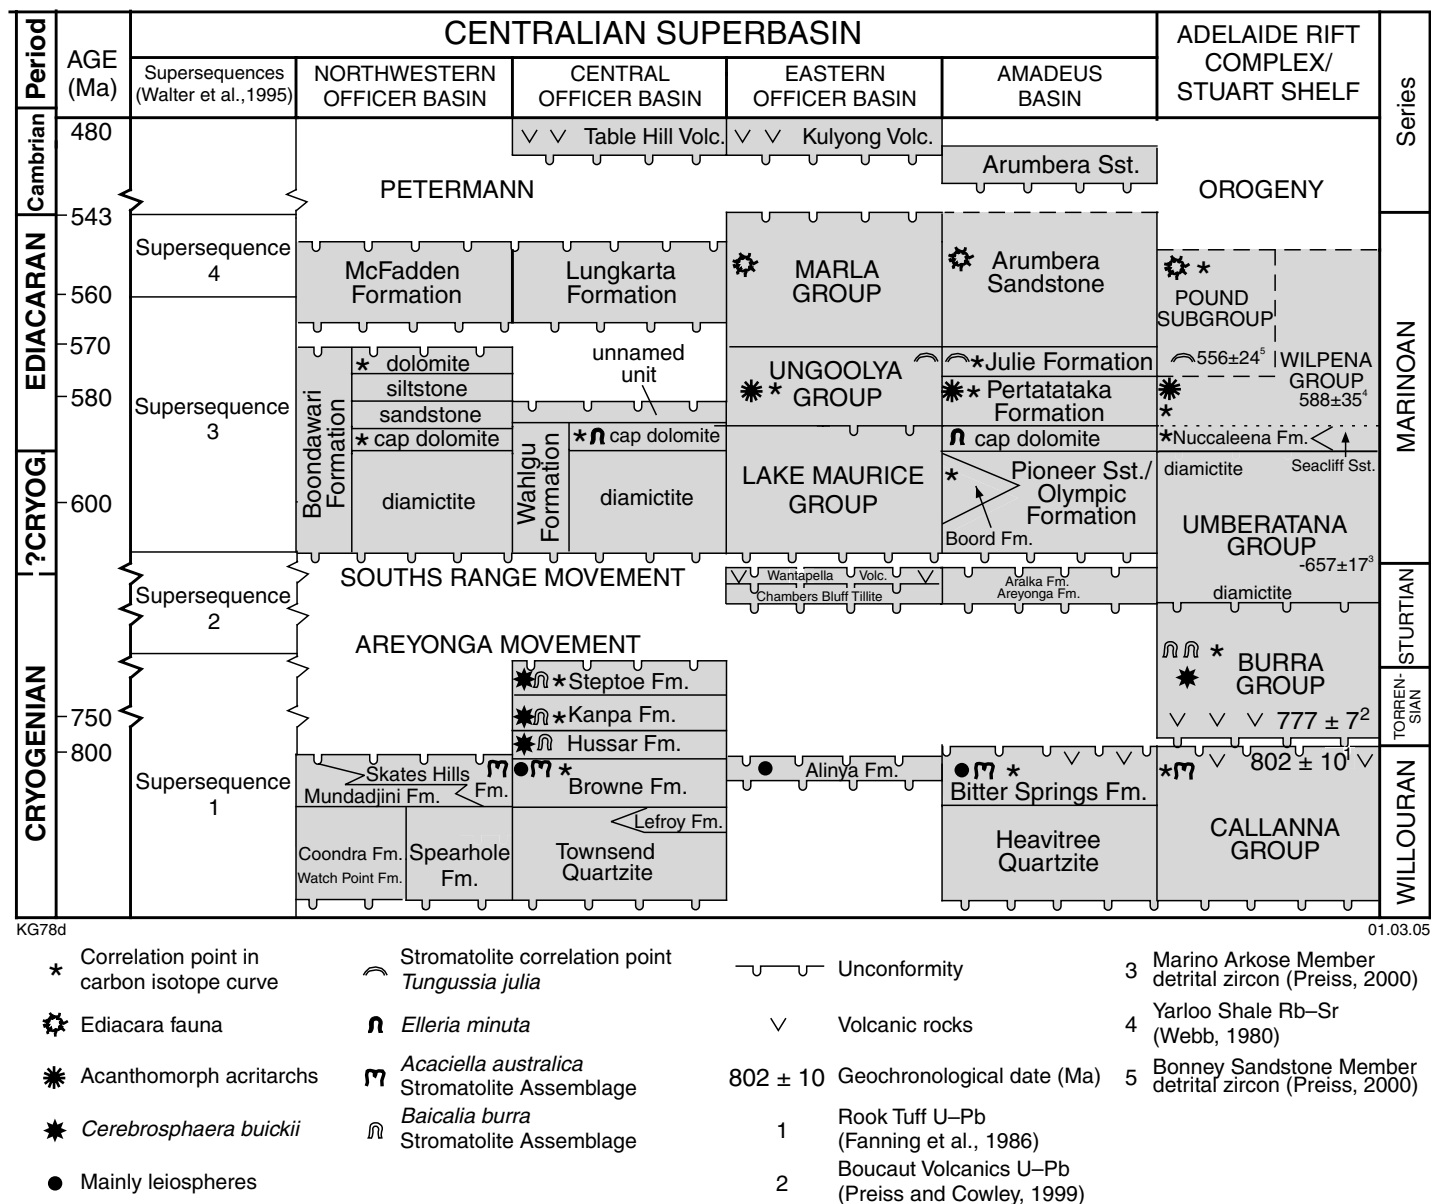 Period
AGE
(Ma)
CENTRALIAN SUPERBASIN
ADELAIDE RIFT
COMPLEX/
STUART SHELF
Series
Supersequences
(Walter et al.,1995)
NORTHWESTERN
OFFICER BASIN
CENTRAL
OFFICER BASIN
EASTERN
OFFICER BASIN
AMADEUS
BASIN
Cambrian
EDIACARAN
?CRYOG.
CRYOGENIAN
480
543
560
570
580
600
750
800
Supersequence
4
Supersequence
3
Supersequence
2
Supersequence
1
Table Hill Volc.
Kulyong Volc.
Arumbera Sst.
PETERMANN
OROGENY
McFadden
Formation
Lungkarta
Formation
MARLA
GROUP
Arumbera
Sandstone
POUND
SUBGROUP
556±24⁵
WILPENA
GROUP
588±35⁴
Boondawari
Formation
dolomite
siltstone
sandstone
cap dolomite
diamictite
unnamed
unit
Wahlgu
Formation
cap dolomite
diamictite
UNGOOLYA
GROUP
LAKE MAURICE
GROUP
Julie Formation
Pertatataka
Formation
cap dolomite
Pioneer Sst./
Olympic
Formation
Boord Fm.
Nuccaleena Fm.
Seacliff Sst.
diamictite
UMBERATANA
GROUP
-657±17³
diamictite
SOUTHS RANGE MOVEMENT
Wantapella Volc.
Chambers Bluff Tillite
Aralka Fm.
Areyonga Fm.
AREYONGA MOVEMENT
Steptoe Fm.
Kanpa Fm.
Hussar Fm.
Browne Fm.
Lefroy Fm.
Townsend
Quartzite
Skates Hills
Fm.
Mundadjini Fm.
Coondra Fm.
Watch Point Fm.
Spearhole
Fm.
Alinya Fm.
Bitter Springs Fm.
Heavitree
Quartzite
BURRA
GROUP
777 ± 7²
802 ± 10¹
CALLANNA
GROUP
MARINOAN
STURTIAN
TORREN-
SIAN
WILLOURAN
KG78d
01.03.05
Correlation point in
carbon isotope curve
Ediacara fauna
Acanthomorph acritarchs
Cerebrosphaera buickii
Mainly leiospheres
Stromatolite correlation point
Tungussia julia
Elleria minuta
Acaciella australica
Stromatolite Assemblage
Baicalia burra
Stromatolite Assemblage
Unconformity
Volcanic rocks
802 ± 10 Geochronological date (Ma)
1 Rook Tuff U–Pb
(Fanning et al., 1986)
2 Boucaut Volcanics U–Pb
(Preiss and Cowley, 1999)
3 Marino Arkose Member
detrital zircon (Preiss, 2000)
4 Yarloo Shale Rb–Sr
(Webb, 1980)
5 Bonney Sandstone Member
detrital zircon (Preiss, 2000)